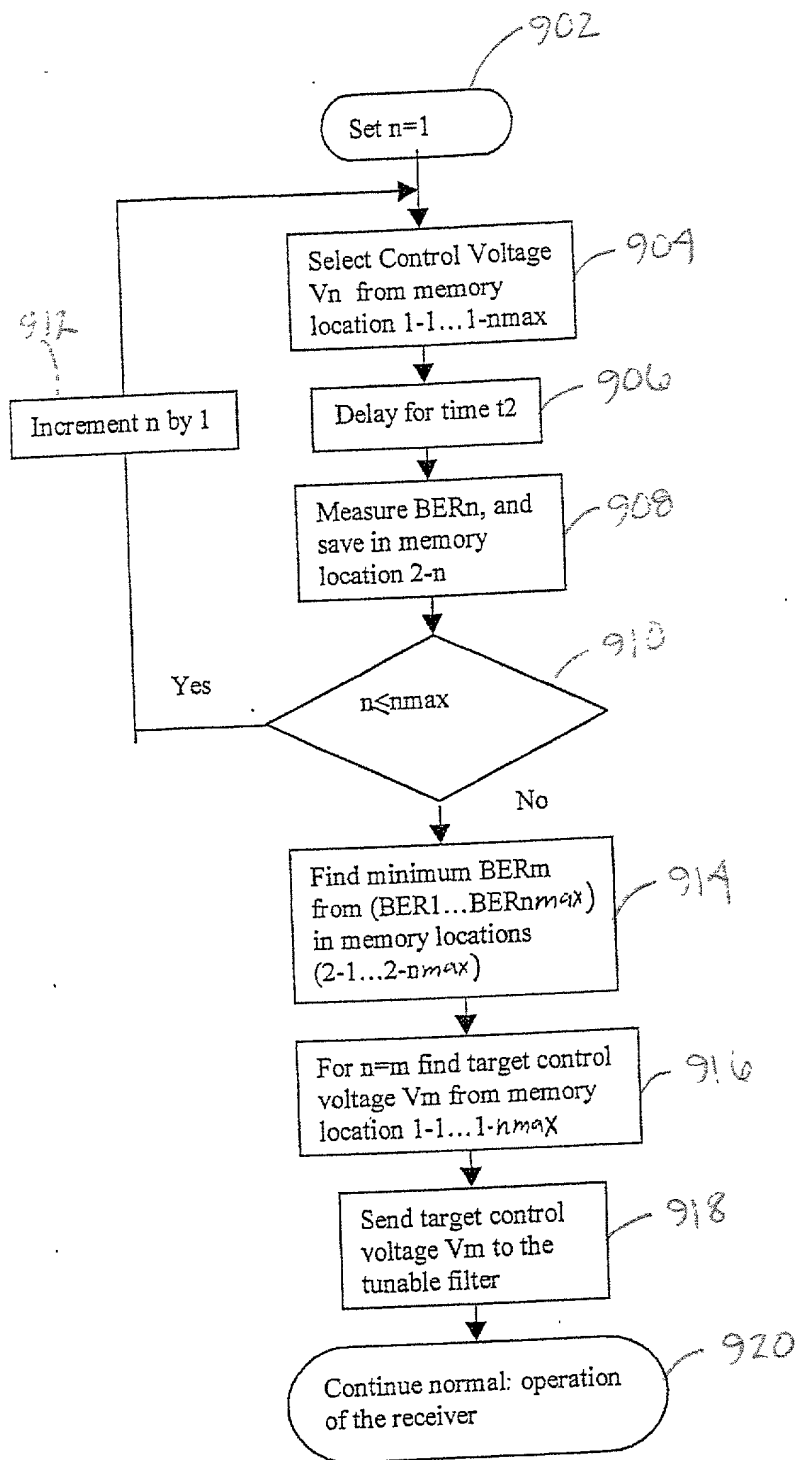 902
Set n=1
Select Control Voltage
Vn from memory
location 1-1...1-nmax
904
912
Increment n by 1
Delay for time t2
906
Measure BERn, and
save in memory
location 2-n
908
910
Yes
n≤nmax
No
Find minimum BERm
from (BER1...BERnmax)
in memory locations
(2-1...2-nmax)
914
For n=m find target control
voltage Vm from memory
location 1-1...1-nmax
916
Send target control
voltage Vm to the
tunable filter
918
Continue normal: operation
of the receiver
920